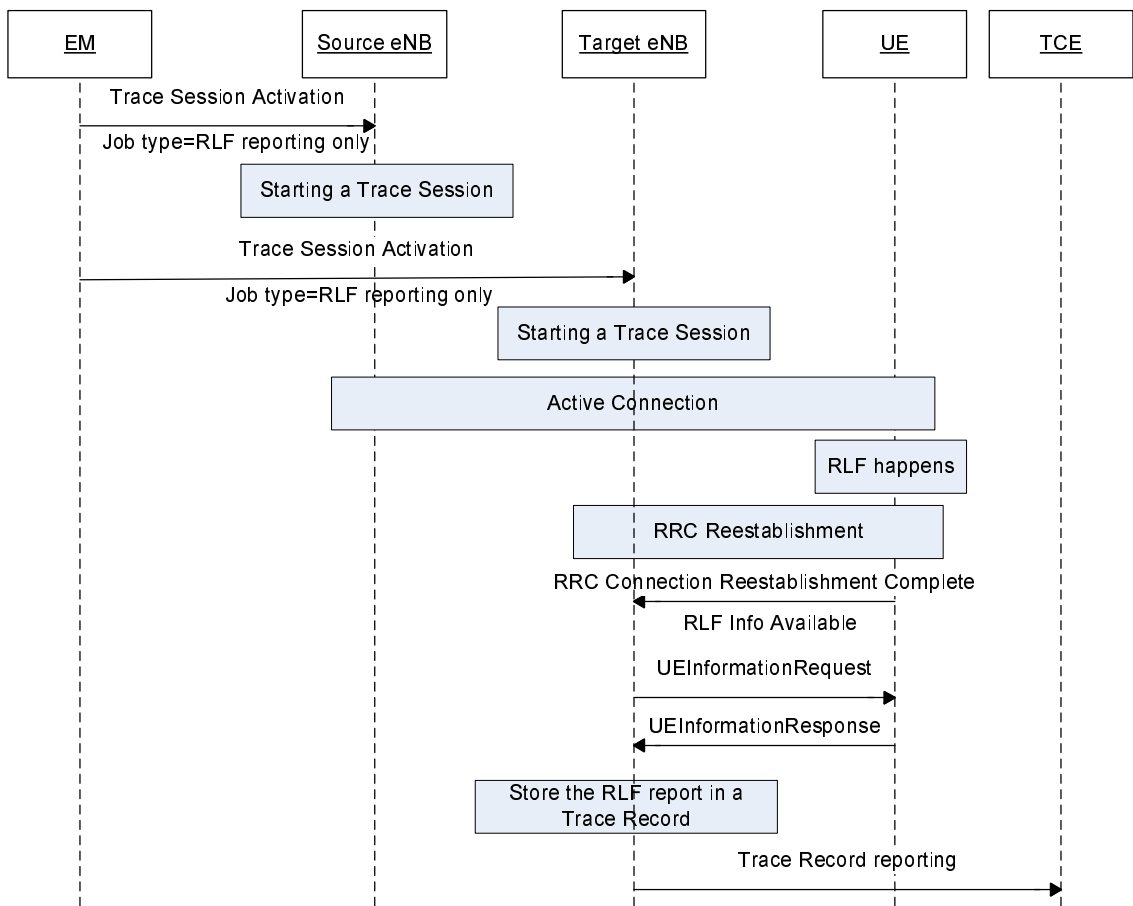 EM
Source eNB
Target eNB
UE
TCE
Trace Session Activation
Job type=RLF reporting only
Starting a Trace Session
Trace Session Activation
Job type=RLF reporting only
Starting a Trace Session
Active Connection
RLF happens
RRC Reestablishment
RRC Connection Reestablishment Complete
RLF Info Available
UEInformationRequest
UEInformationResponse
Store the RLF report in a
Trace Record
Trace Record reporting